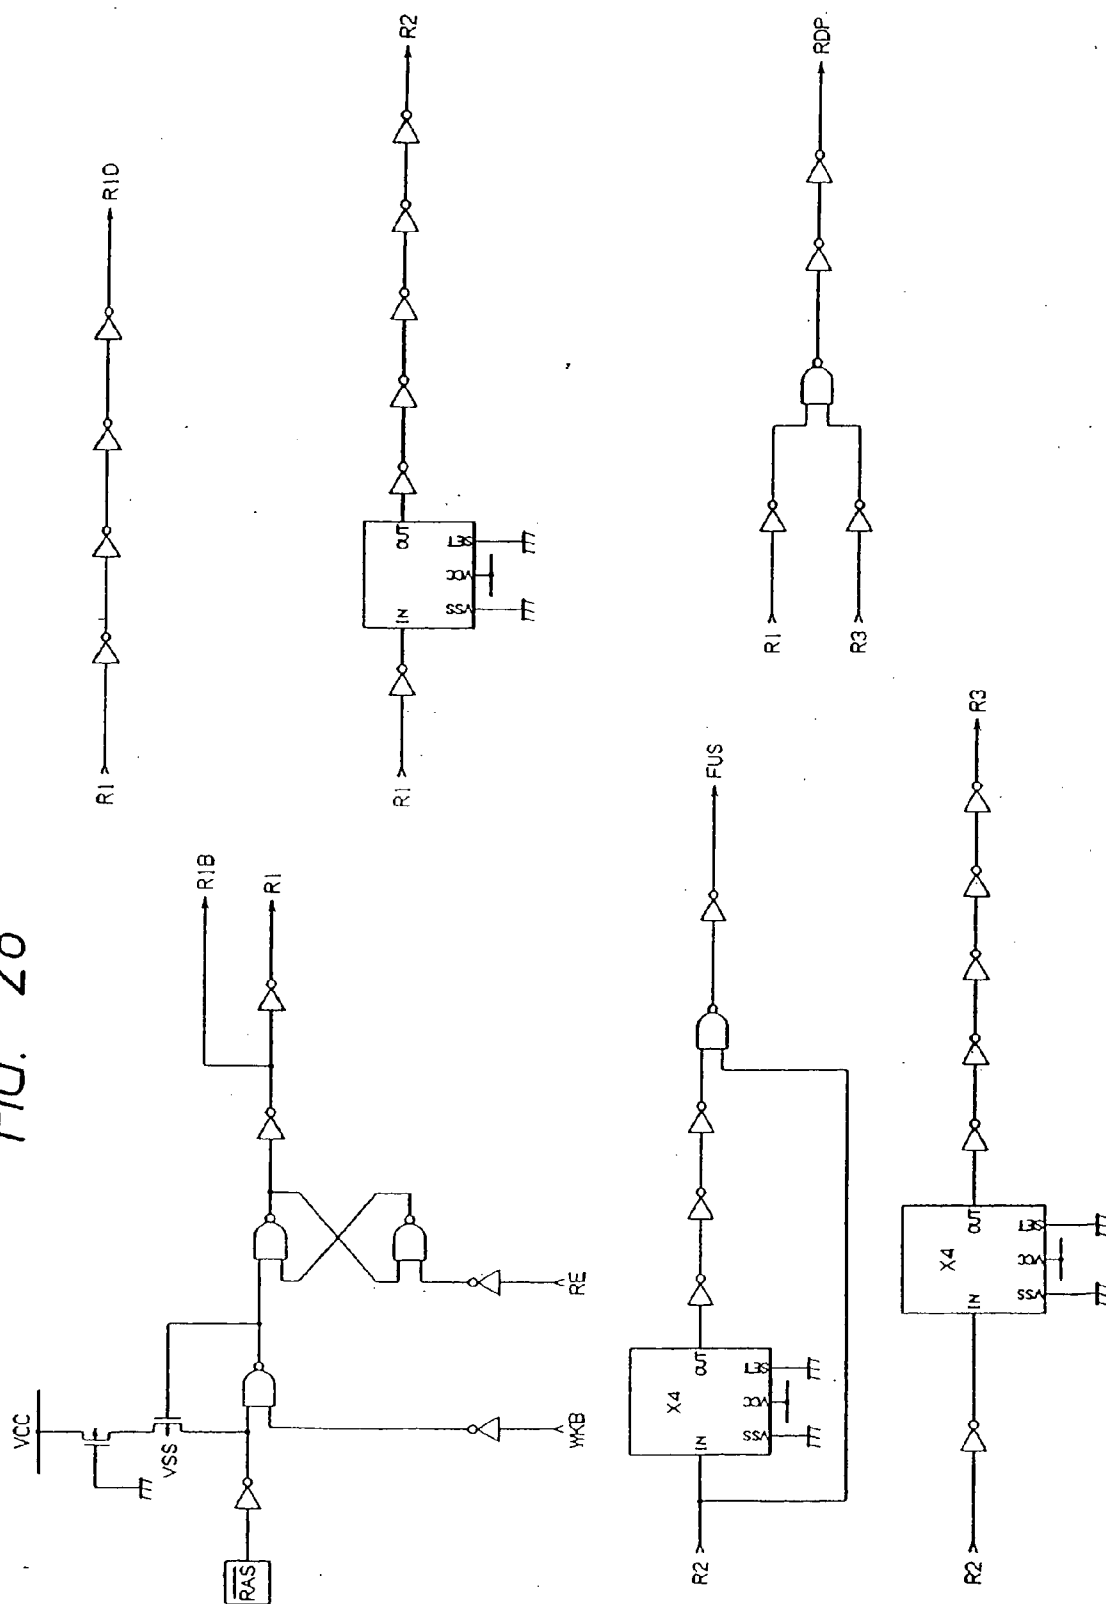 FIG. 26
R1
R1D
R1
IN
OUT
VSS
VCC
SET
R2
VCC
VSS
RAS
WKB
RE
R1B
R1
R1
R3
RDP
R2
X4
IN
OUT
VSS
VCC
SET
FUS
R2
X4
IN
OUT
VSS
VCC
SET
R3